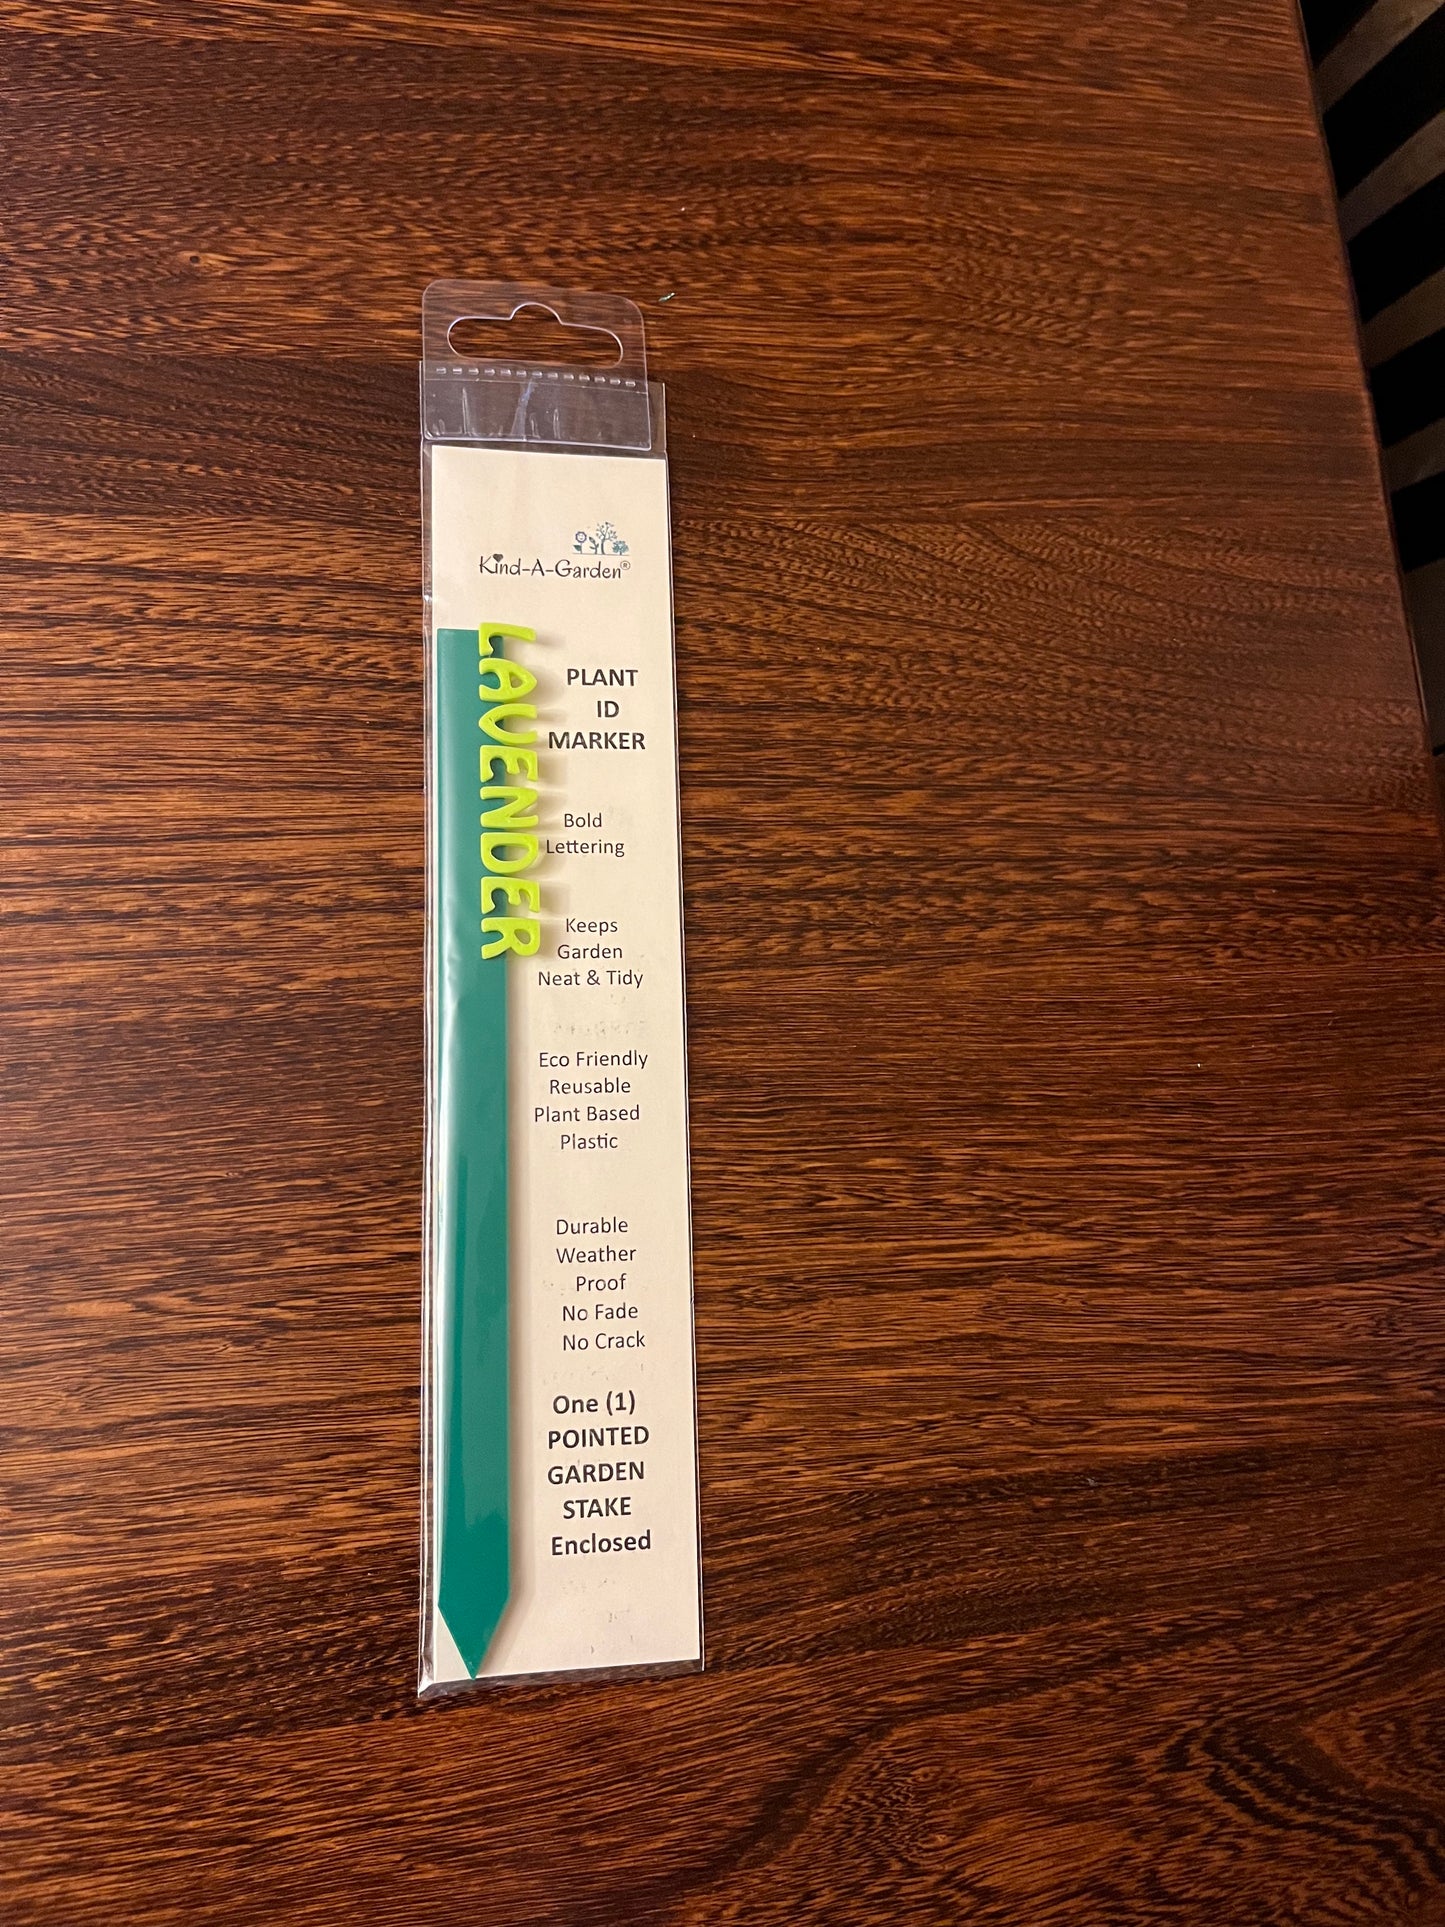 Kind-A-Garden®
LAVENDER
PLANT
ID
MARKER
Bold
Lettering
Keeps
Garden
Neat & Tidy
Eco Friendly
Reusable
Plant Based
Plastic
Durable
Weather
Proof
No Fade
No Crack
One (1)
POINTED
GARDEN
STAKE
Enclosed